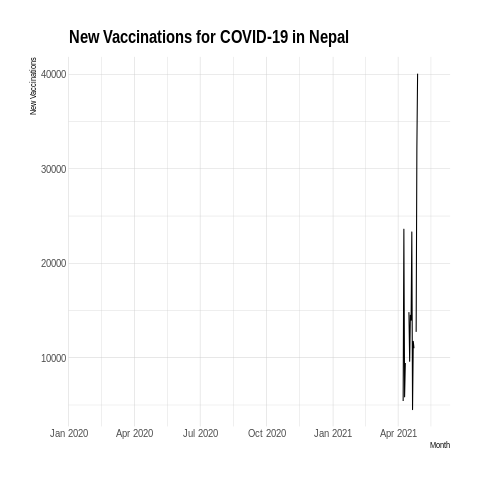 New Vaccinations for COVID-19 in Nepal
New Vaccinations
40000
30000
20000
10000
Jan 2020 Apr 2020 Jul 2020 Oct 2020 Jan 2021 Apr 2021
Month